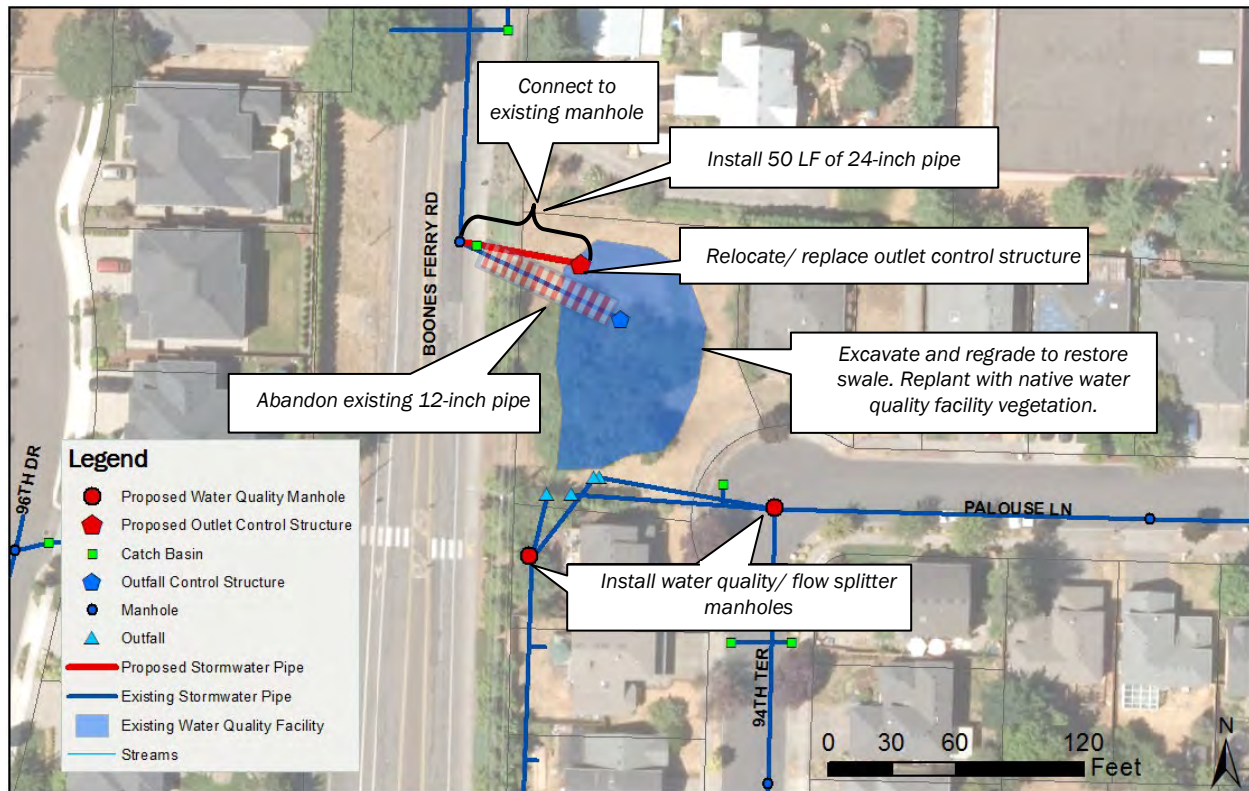 Connect to
existing manhole
Install 50 LF of 24-inch pipe
BOONES FERRY RD
Relocate/ replace outlet control structure
Excavate and regrade to restore
swale. Replant with native water
quality facility vegetation.
Abandon existing 12-inch pipe
Legend
Proposed Water Quality Manhole
Proposed Outlet Control Structure
Catch Basin
Outfall Control Structure
Manhole
Outfall
Proposed Stormwater Pipe
Existing Stormwater Pipe
Existing Water Quality Facility
Streams
96TH DR
PALOUSE LN
Install water quality/ flow splitter
manholes
94TH TER
N
0 30 60 120
Feet